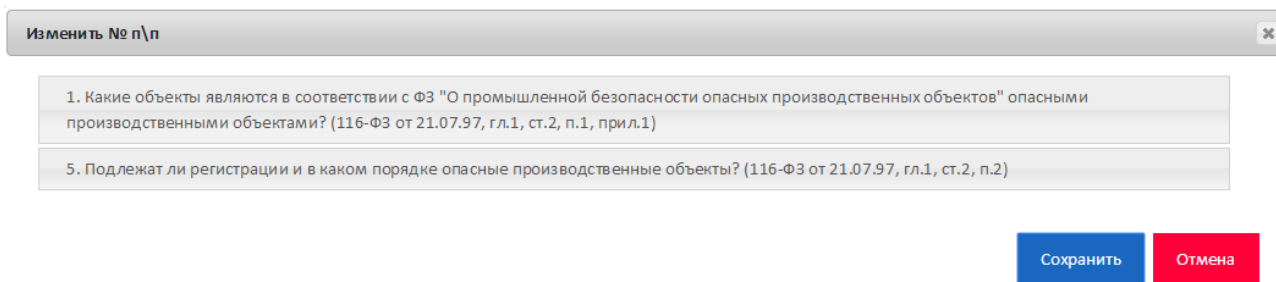 Изменить № п\п
1. Какие объекты являются в соответствии с ФЗ "О промышленной безопасности опасных производственных объектов" опасными
производственными объектами? (116-ФЗ от 21.07.97, гл.1, ст.2, п.1, прил.1)
5. Подлежат ли регистрации и в каком порядке опасные производственные объекты? (116-ФЗ от 21.07.97, гл.1, ст.2, п.2)
Сохранить Отмена